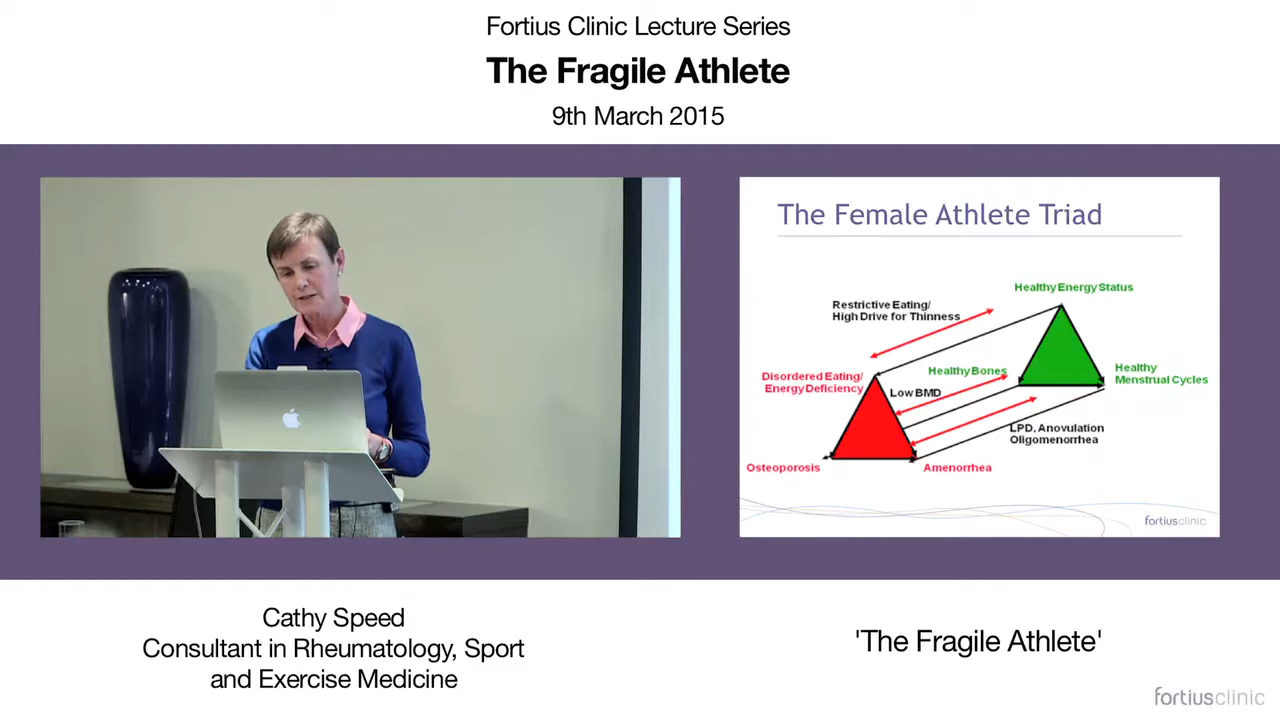 Fortius Clinic Lecture Series
The Fragile Athlete
9th March 2015
The Female Athlete Triad
Healthy Energy Status
Restrictive Eating/
High Drive for Thinness
Disordered Eating/
Energy Deficiency
Healthy Bones
Healthy
Menstrual Cycles
Low BMD
LPD, Anovulation
Oligomenorrhea
Osteoporosis
Amenorrhea
fortiusclinic
Cathy Speed
Consultant in Rheumatology, Sport
and Exercise Medicine
'The Fragile Athlete'
fortiusclinic